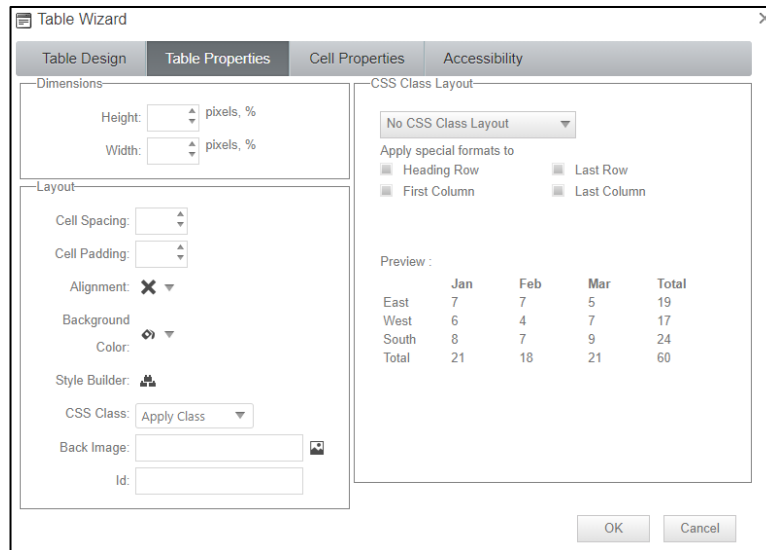 Table Wizard
Table Design Table Properties Cell Properties Accessibility
Dimensions
Height: pixels, %
Width: pixels, %
Layout
Cell Spacing:
Cell Padding:
Alignment:
Background
Color:
Style Builder:
CSS Class: Apply Class
Back Image:
Id:
CSS Class Layout
No CSS Class Layout
Apply special formats to
Heading Row Last Row
First Column Last Column
Preview :
Jan Feb Mar Total
East 7 7 5 19
West 6 4 7 17
South 8 7 9 24
Total 21 18 21 60
OK Cancel